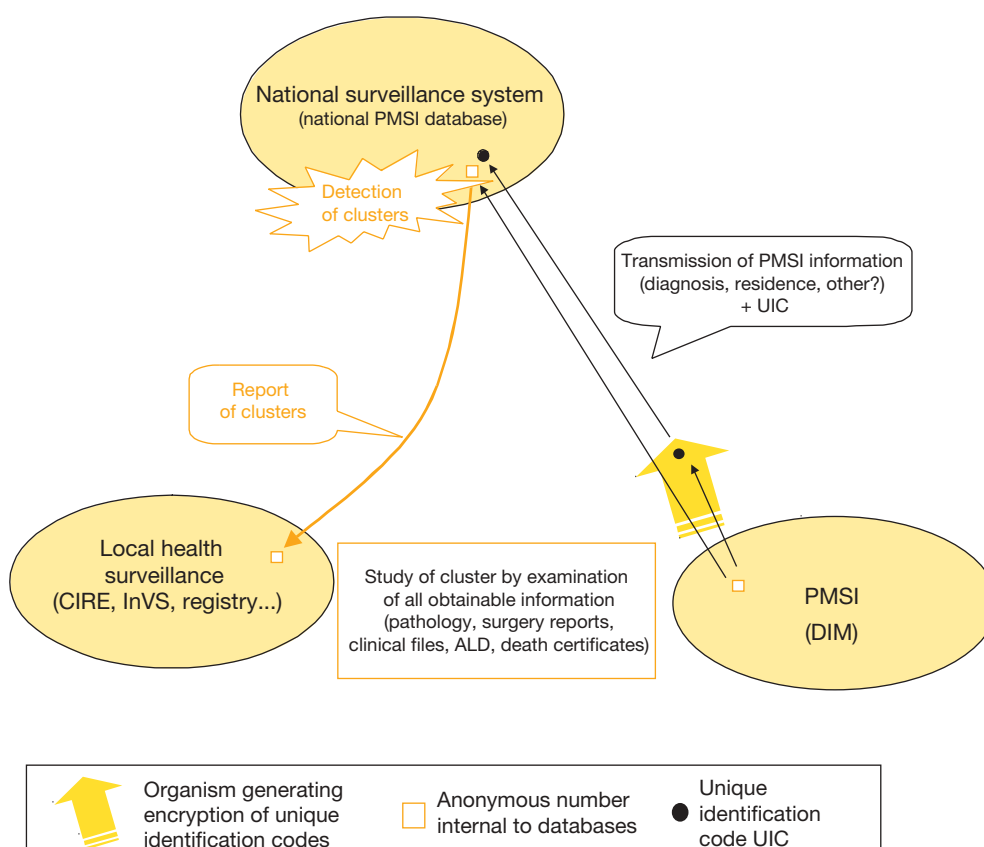 National surveillance system
(national PMSI database)
Detection
of clusters
Transmission of PMSI information
(diagnosis, residence, other?)
+ UIC
Report
of clusters
Local health
surveillance
(CIRE, InVS, registry...)
Study of cluster by examination
of all obtainable information
(pathology, surgery reports,
clinical files, ALD, death certificates)
PMSI
(DIM)
Organism generating
encryption of unique
identification codes
Anonymous number
internal to databases
Unique
identification
code UIC